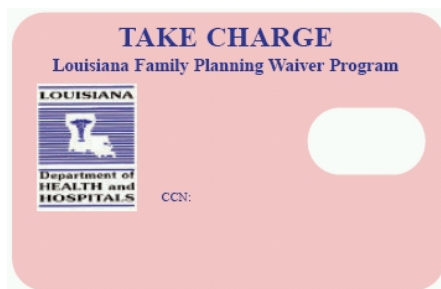 TAKE CHARGE
Louisiana Family Planning Waiver Program
LOUISIANA
Department of
HEALTH and
HOSPITALS
CCN: